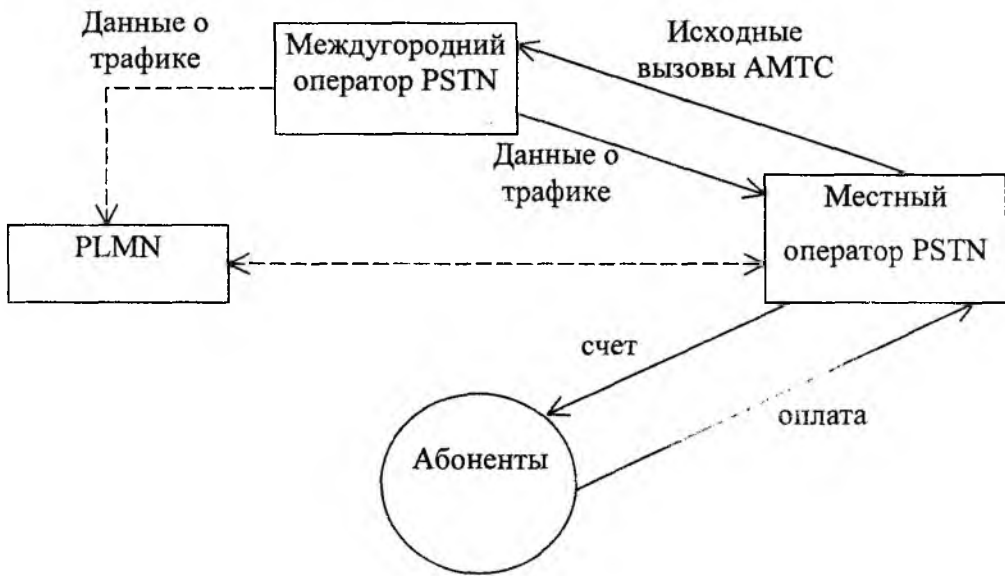 Данные о
трафике
Междугородний
оператор PSTN
Исходные
вызовы АМТС
Данные о
трафике
Местный
оператор PSTN
PLMN
счет
оплата
Абоненты